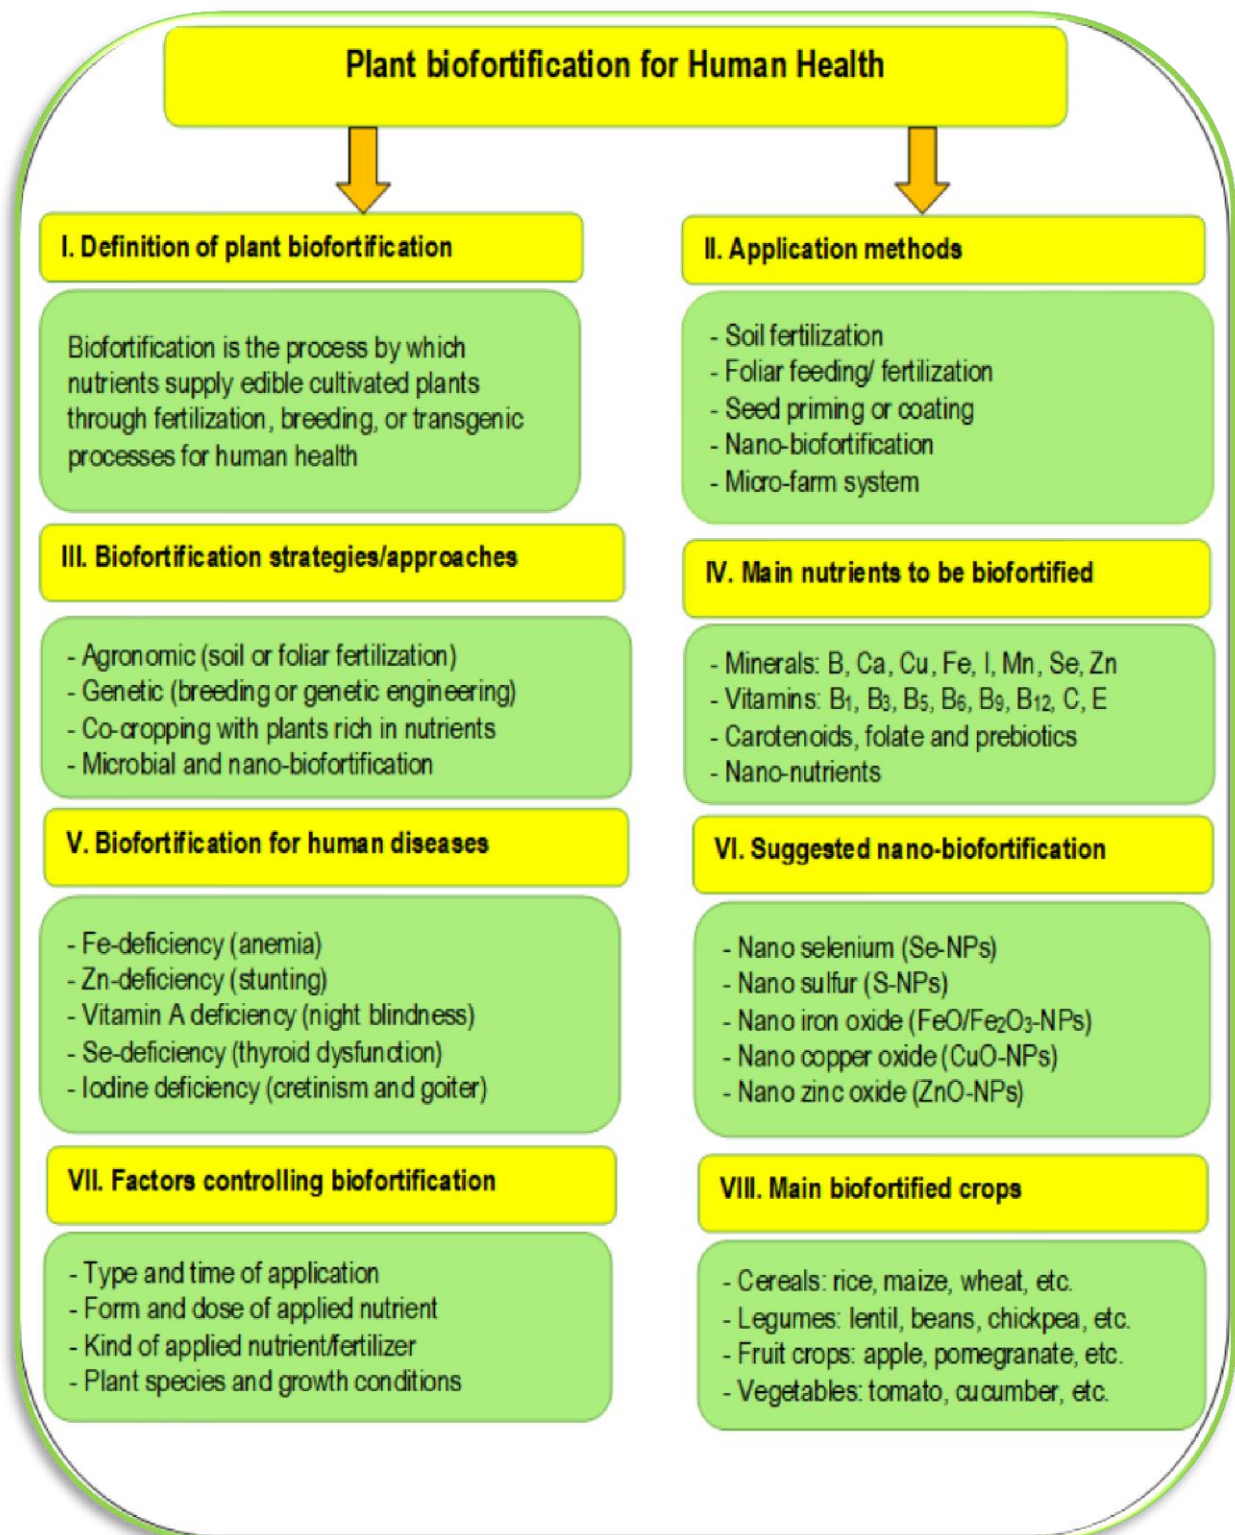 Plant biofortification for Human Health
I. Definition of plant biofortification
Biofortification is the process by which
nutrients supply edible cultivated plants
through fertilization, breeding, or transgenic
processes for human health
II. Application methods
- Soil fertilization
- Foliar feeding/ fertilization
- Seed priming or coating
- Nano-biofortification
- Micro-farm system
III. Biofortification strategies/approaches
- Agronomic (soil or foliar fertilization)
- Genetic (breeding or genetic engineering)
- Co-cropping with plants rich in nutrients
- Microbial and nano-biofortification
IV. Main nutrients to be biofortified
- Minerals: B, Ca, Cu, Fe, I, Mn, Se, Zn
- Vitamins: B₁, B₃, B₅, B₆, B₉, B₁₂, C, E
- Carotenoids, folate and prebiotics
- Nano-nutrients
V. Biofortification for human diseases
- Fe-deficiency (anemia)
- Zn-deficiency (stunting)
- Vitamin A deficiency (night blindness)
- Se-deficiency (thyroid dysfunction)
- Iodine deficiency (cretinism and goiter)
VI. Suggested nano-biofortification
- Nano selenium (Se-NPs)
- Nano sulfur (S-NPs)
- Nano iron oxide (FeO/Fe₂O₃-NPs)
- Nano copper oxide (CuO-NPs)
- Nano zinc oxide (ZnO-NPs)
VII. Factors controlling biofortification
- Type and time of application
- Form and dose of applied nutrient
- Kind of applied nutrient/fertilizer
- Plant species and growth conditions
VIII. Main biofortified crops
- Cereals: rice, maize, wheat, etc.
- Legumes: lentil, beans, chickpea, etc.
- Fruit crops: apple, pomegranate, etc.
- Vegetables: tomato, cucumber, etc.